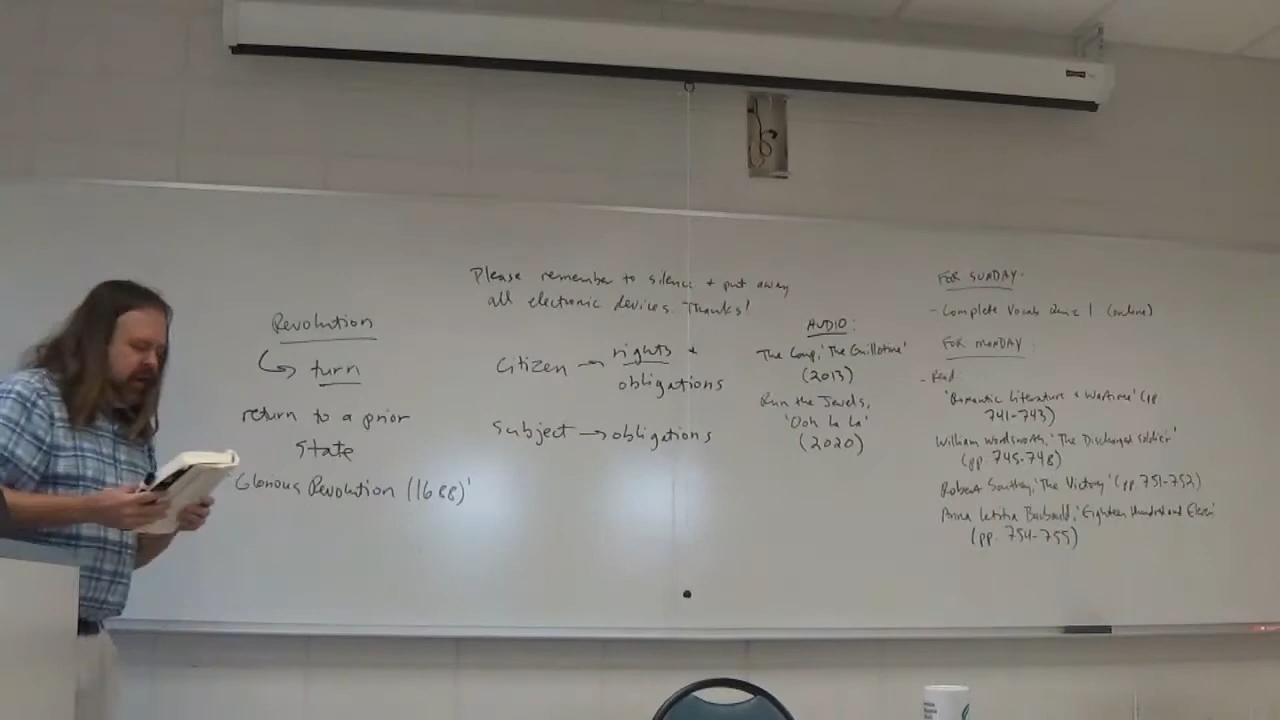 Please remember to silence + put away
all electronic devices. Thanks!
Revolution
turn
return to a prior
state
'Glorious Revolution (1688)'
Citizen → rights +
obligations
Subject → obligations
AUDIO:
The Coup, 'The Guillotine'
(2013)
Run the Jewels,
'Ooh La La'
(2020)
FOR SUNDAY:
- Complete Vocab Quiz 1 (online)
FOR MONDAY:
- Read
'Romantic Literature + Wartime' (pp.
741-743)
William Wordsworth, 'The Discharged Soldier'
(pp. 745-748)
Robert Southey, 'The Victory' (pp. 751-752)
Anna Letitia Barbauld, 'Eighteen Hundred and Eleven'
(pp. 754-755)